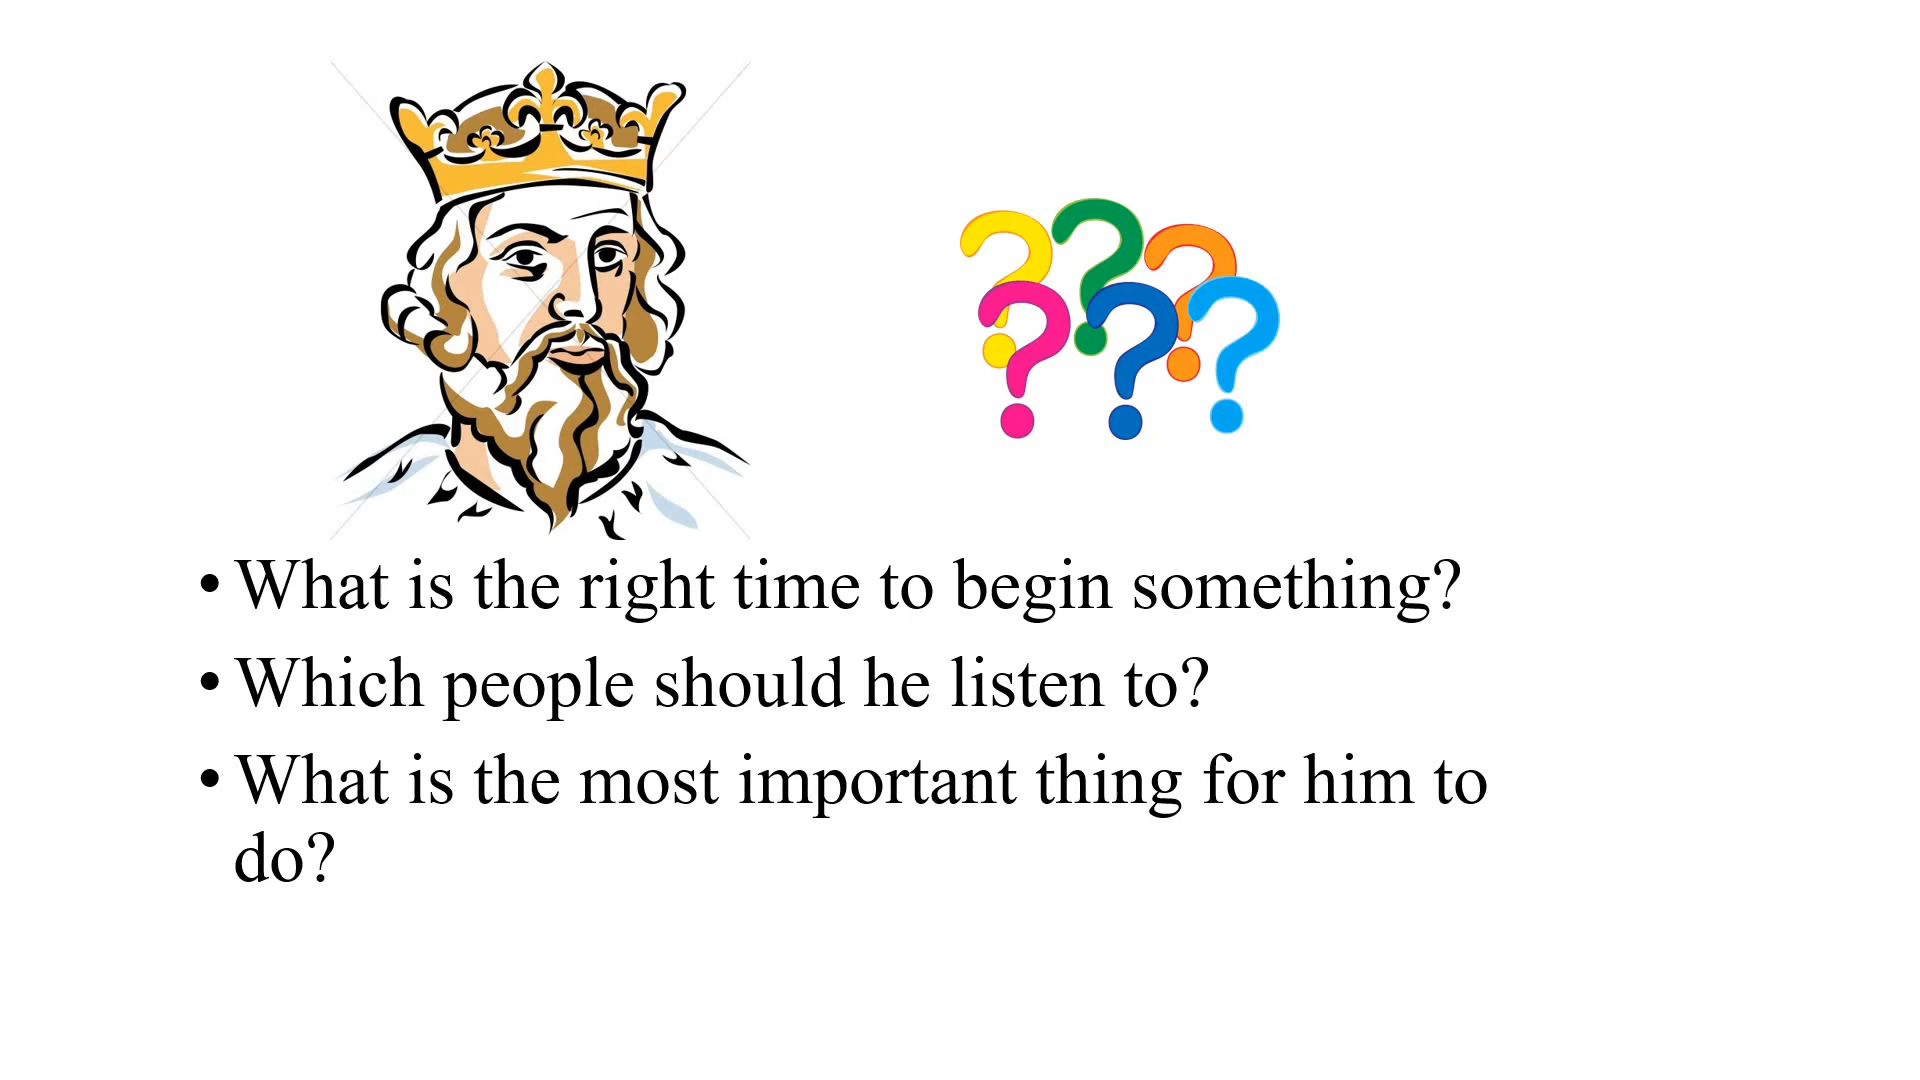 • What is the right time to begin something?
• Which people should he listen to?
• What is the most important thing for him to
do?